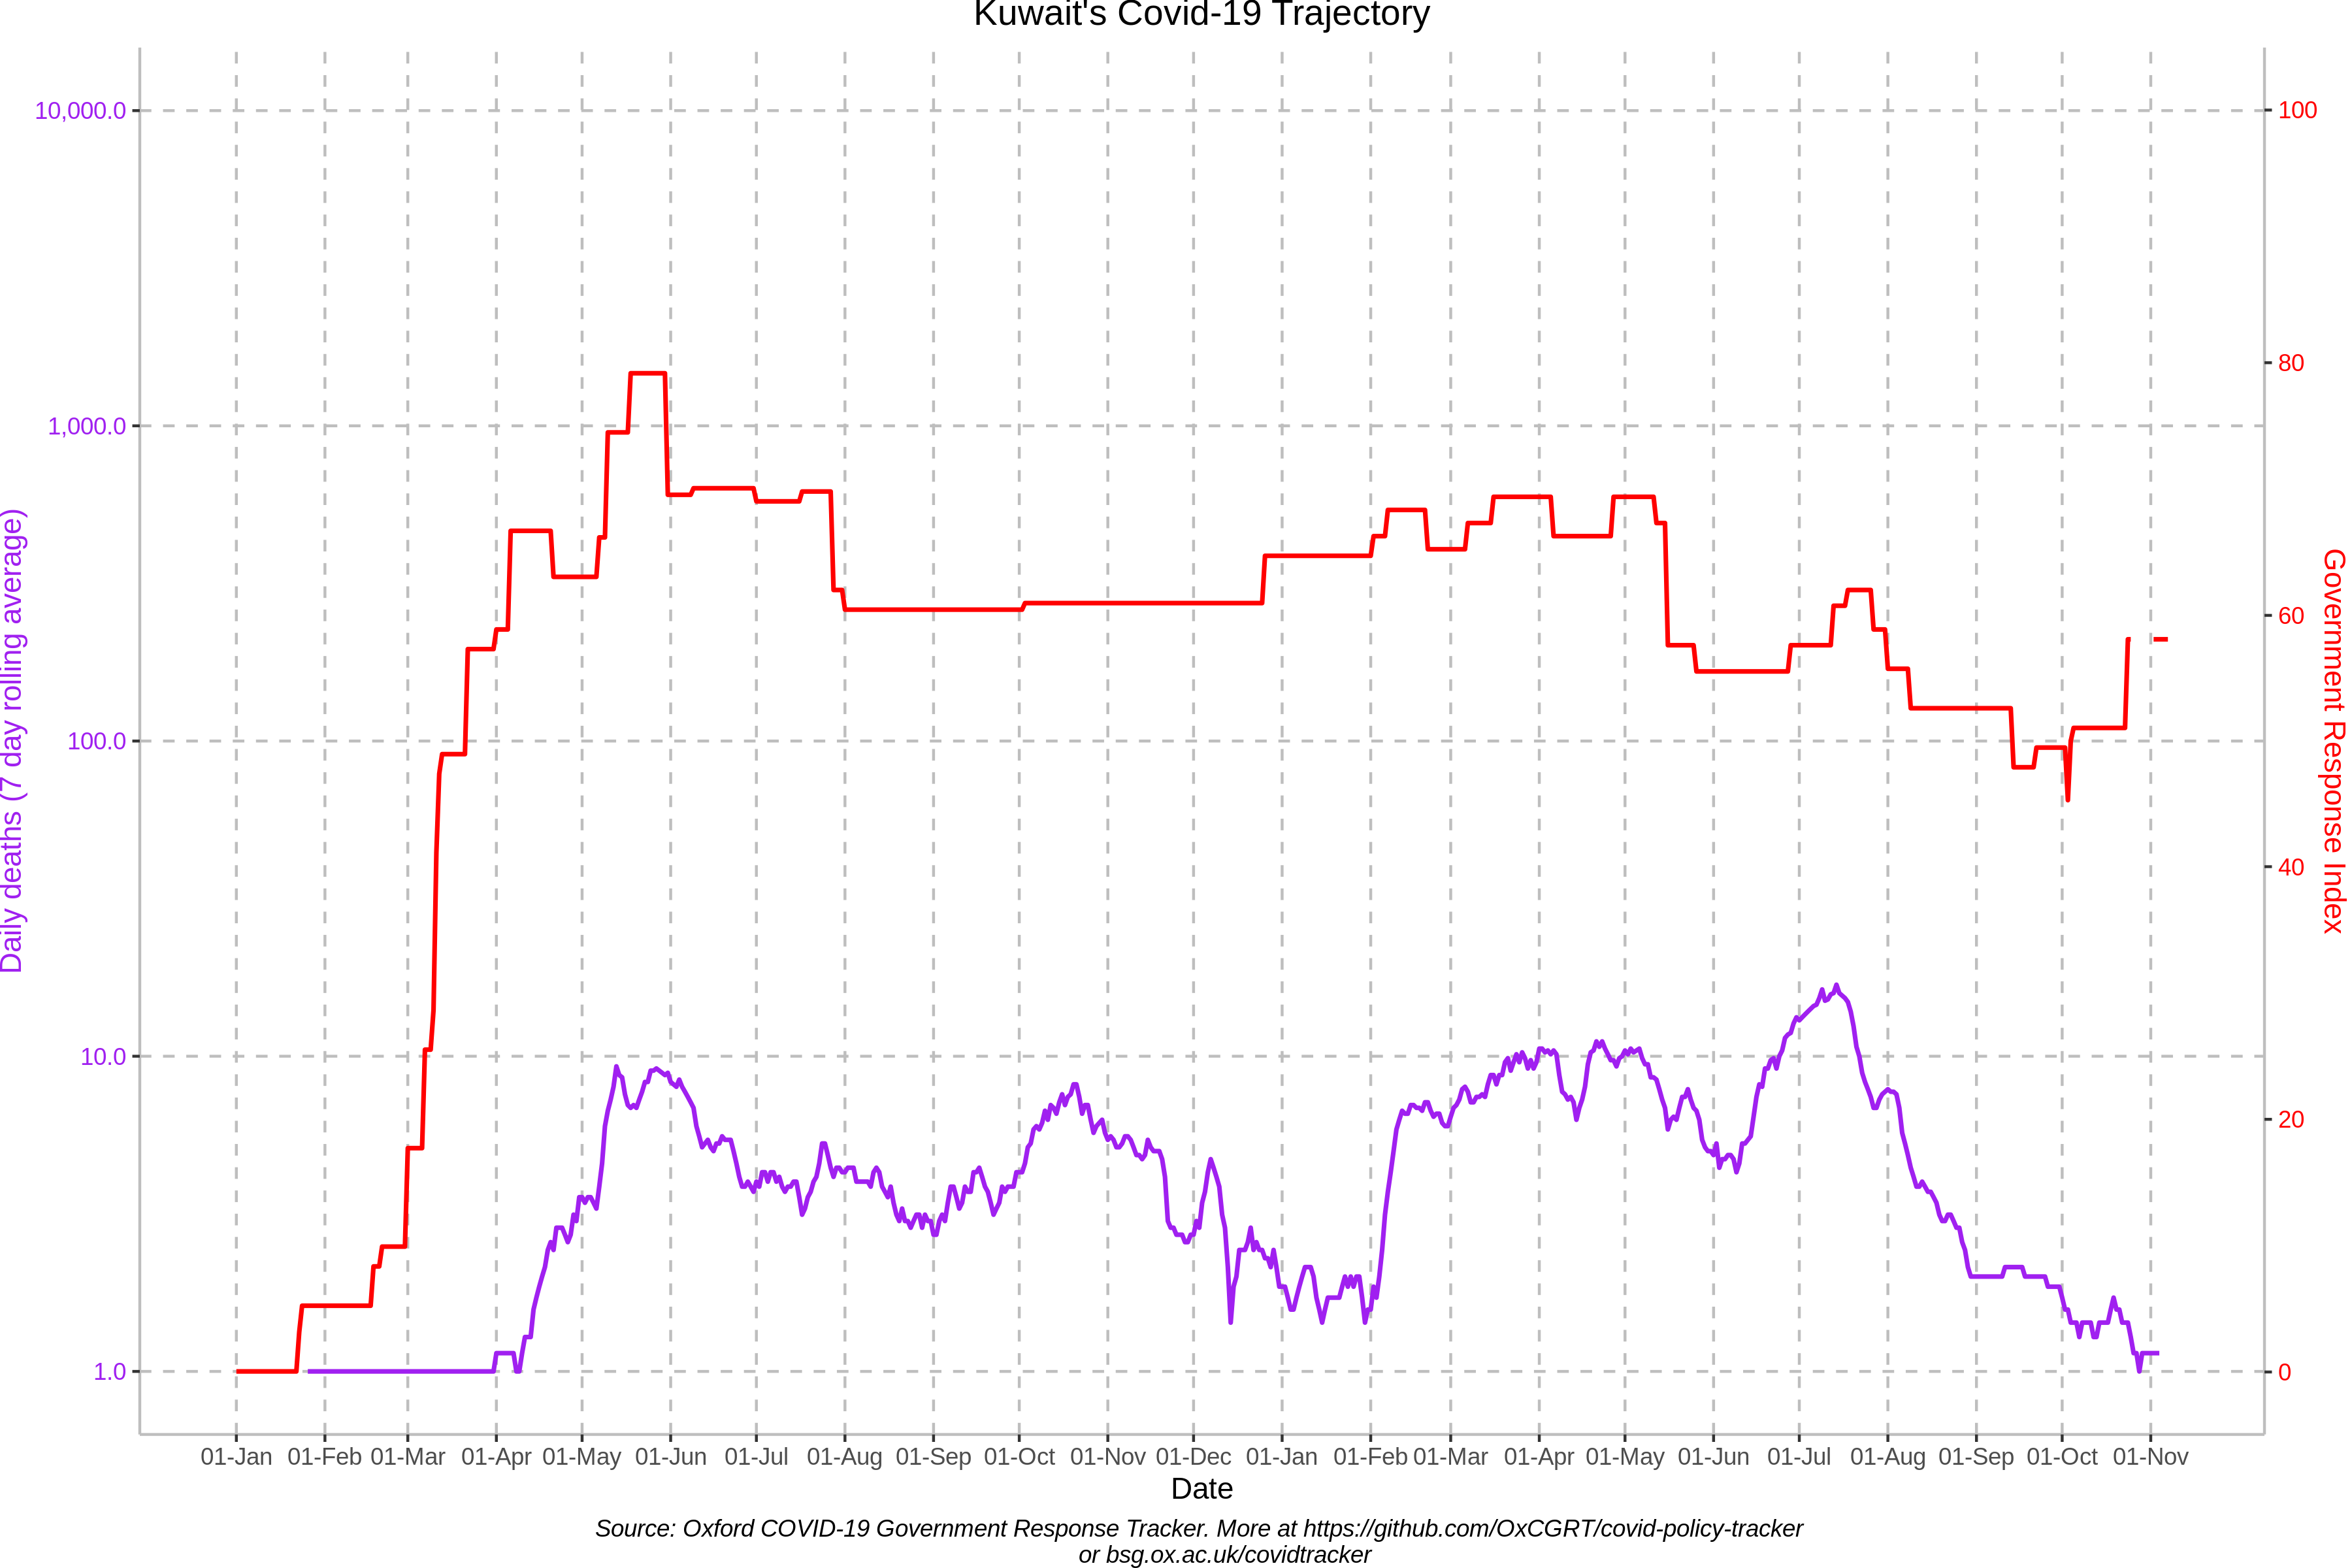 Kuwait's Covid-19 Trajectory
10,000.0
1,000.0
100.0
10.0
1.0
Daily deaths (7 day rolling average)
100
80
60
40
20
0
Government Response Index
01-Jan 01-Feb 01-Mar 01-Apr 01-May 01-Jun 01-Jul 01-Aug 01-Sep 01-Oct 01-Nov 01-Dec 01-Jan 01-Feb 01-Mar 01-Apr 01-May 01-Jun 01-Jul 01-Aug 01-Sep 01-Oct 01-Nov
Date
Source: Oxford COVID-19 Government Response Tracker. More at https://github.com/OxCGRT/covid-policy-tracker
or bsg.ox.ac.uk/covidtracker